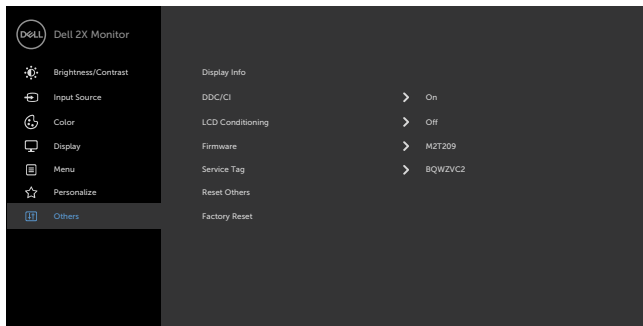 DELL Dell 2X Monitor
Brightness/Contrast Display Info
Input Source DDC/CI On
Color LCD Conditioning Off
Display Firmware M2T209
Menu Service Tag BQWZVC2
Personalize Reset Others
Others Factory Reset